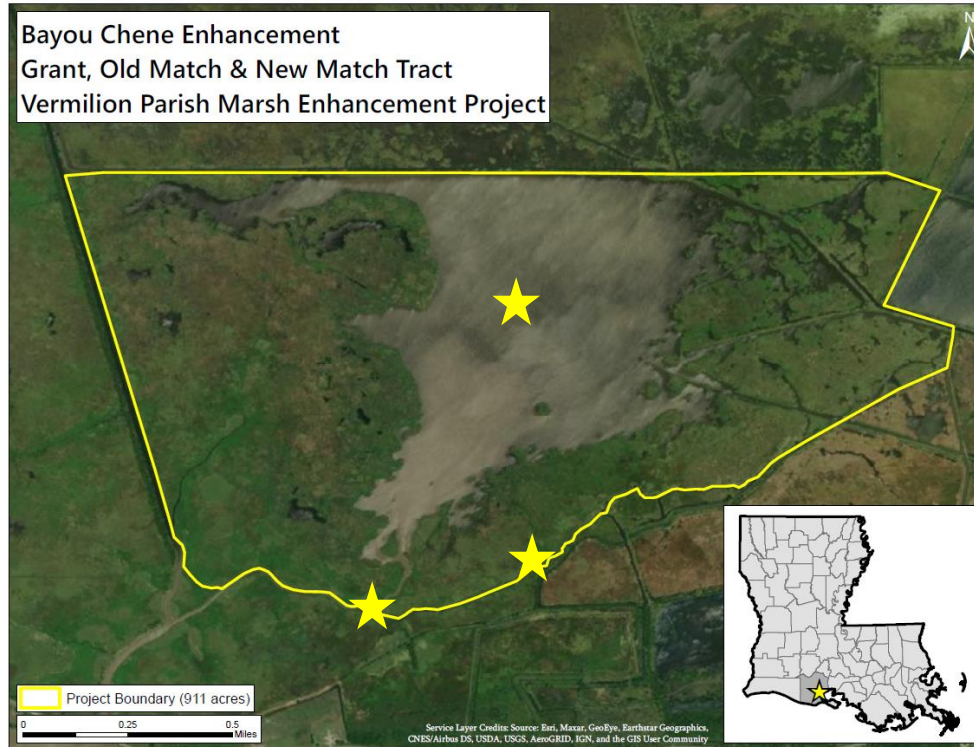 Bayou Chene Enhancement
Grant, Old Match & New Match Tract
Vermilion Parish Marsh Enhancement Project
N
Project Boundary (911 acres)
0 0.25 0.5
Miles
Service Layer Credits: Source: Esri, Maxar, GeoEye, Earthstar Geographics,
CNES/Airbus DS, USDA, USGS, AeroGRID, IGN, and the GIS User Community